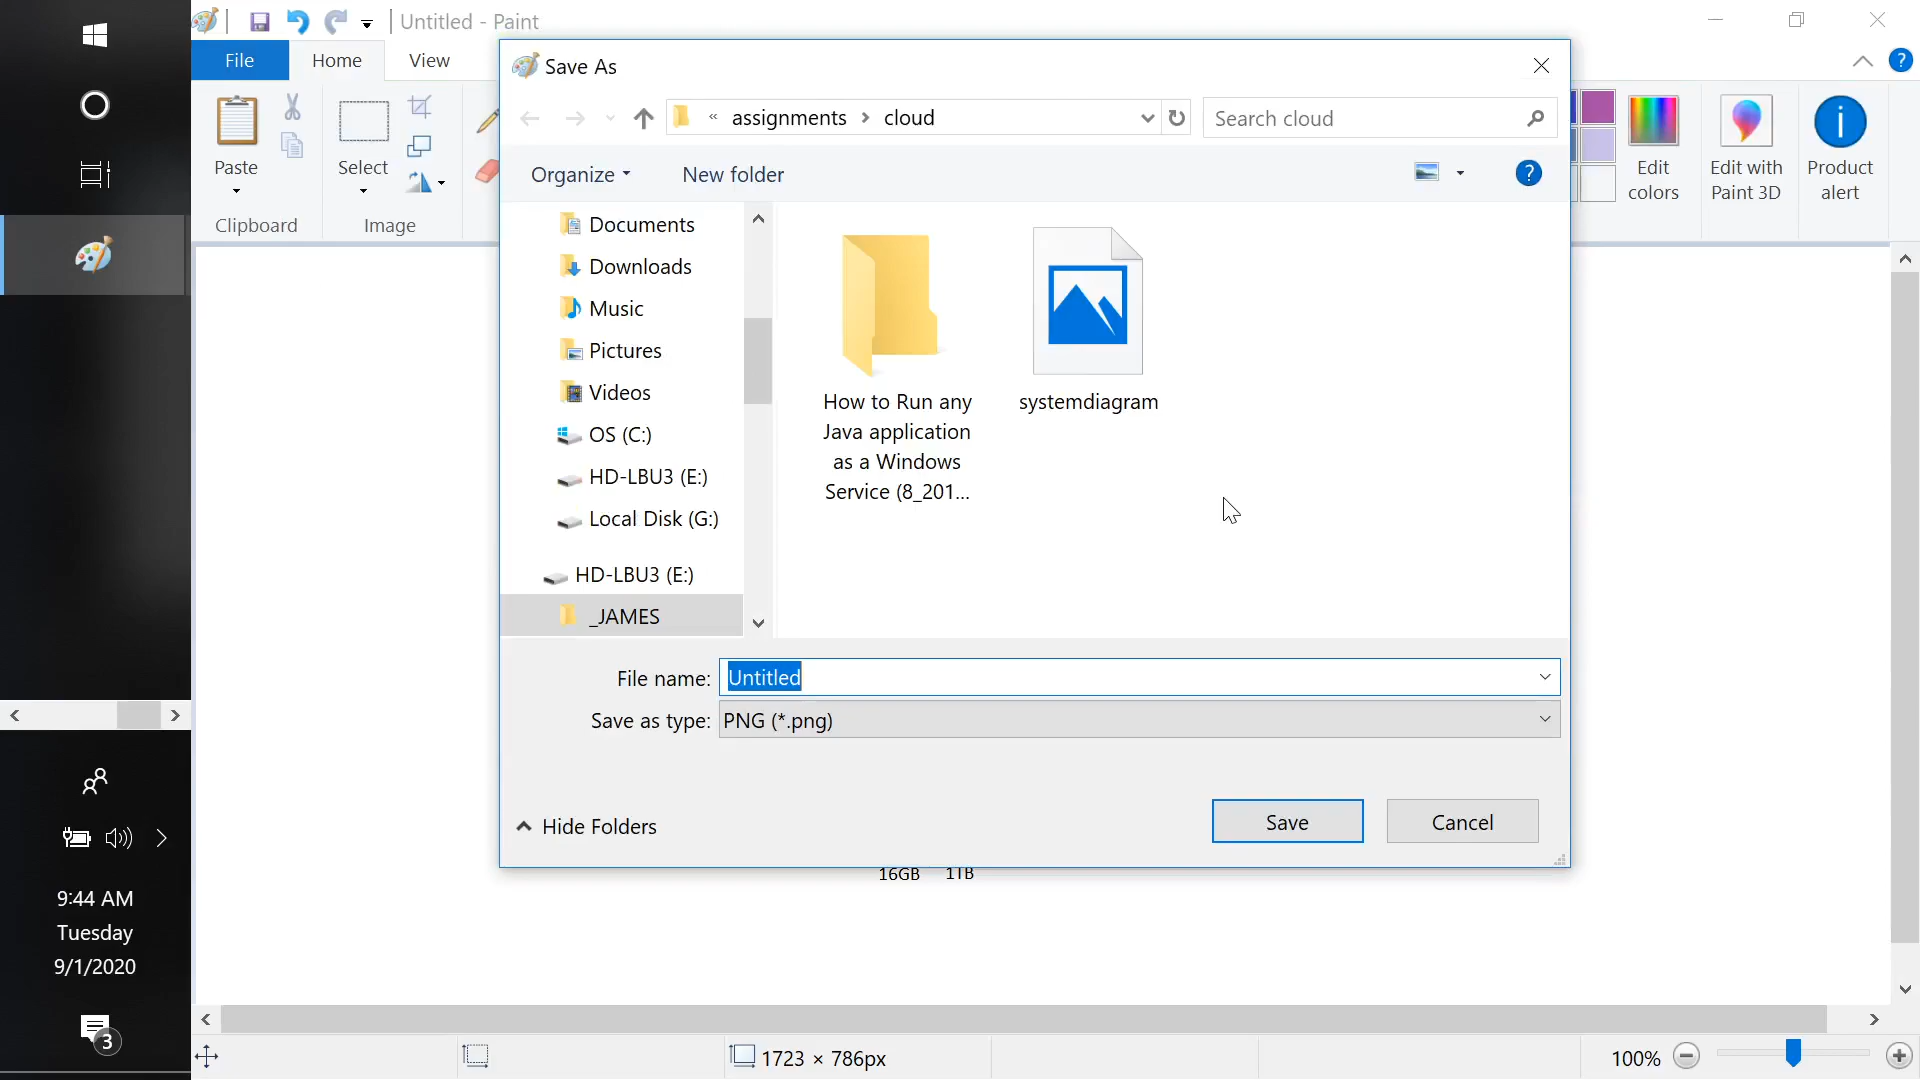 Untitled - Paint
File
Home
View
Paste
Clipboard
Select
Image
Edit
colors
Edit with
Paint 3D
Product
alert
Save As
« assignments > cloud
Search cloud
Organize
New folder
Documents
Downloads
Music
Pictures
Videos
OS (C:)
HD-LBU3 (E:)
Local Disk (G:)
HD-LBU3 (E:)
_JAMES
How to Run any
Java application
as a Windows
Service (8_201...
systemdiagram
File name: Untitled
Save as type: PNG (*.png)
Hide Folders
Save
Cancel
16GB 1TB
9:44 AM
Tuesday
9/1/2020
3
1723 × 786px
100%